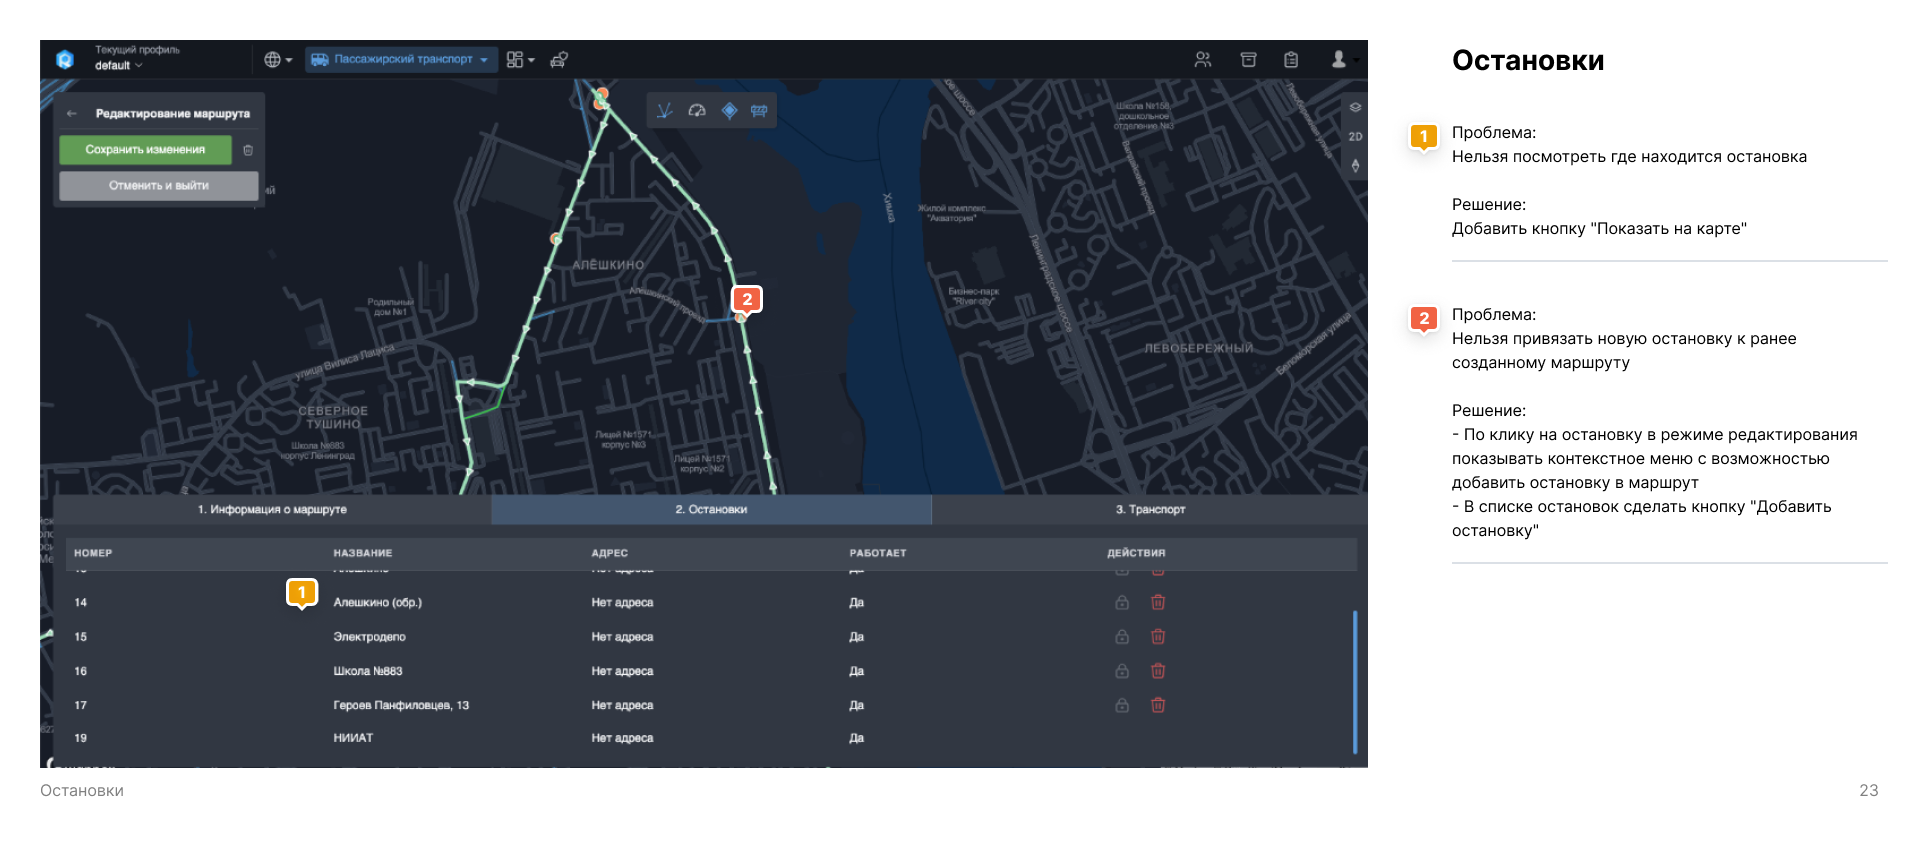 Текущий профиль
default
Пассажирский транспорт
Редактирование маршрута
Сохранить изменения
Отменить и выйти
2D
Школа №158
дошкольное
отделение №3
Валдайский проезд
Ленинградское шоссе
Химка
Жилой комплекс
"Акватория"
АЛЁШКИНО
Алёшкинский проезд
Бизнес-парк
"River-city"
Родильный
дом №1
2
ЛЕВОБЕРЕЖНЫЙ
Беломорская улица
улица Вилиса Лациса
СЕВЕРНОЕ
ТУШИНО
Школа №883
корпус Ленинград
Лицей №1571,
корпус №3
Лицей №1571
корпус №2
1. Информация о маршруте
2. Остановки
3. Транспорт
НОМЕР НАЗВАНИЕ АДРЕС РАБОТАЕТ ДЕЙСТВИЯ
1
14 Алешкино (обр.) Нет адреса Да
15 Электродепо Нет адреса Да
16 Школа №883 Нет адреса Да
17 Героев Панфиловцев, 13 Нет адреса Да
19 НИИАТ Нет адреса Да
Остановки
1
Проблема:
Нельзя посмотреть где находится остановка
Решение:
Добавить кнопку "Показать на карте"
2
Проблема:
Нельзя привязать новую остановку к ранее
созданному маршруту
Решение:
- По клику на остановку в режиме редактирования
показывать контекстное меню с возможностью
добавить остановку в маршрут
- В списке остановок сделать кнопку "Добавить
остановку"
Остановки
23